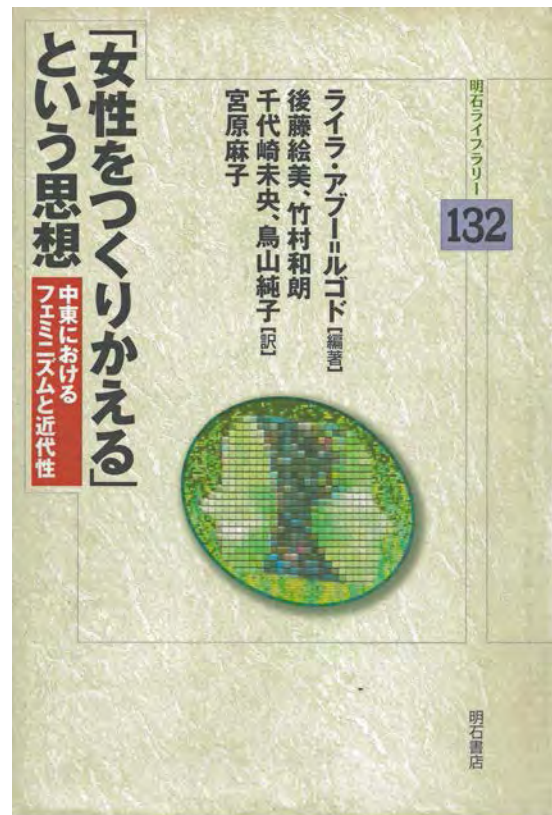 明石ライブラリー
132
ライラ・アブー=ルゴド[編著]
後藤絵美、竹村和朗
千代崎未央、鳥山純子[訳]
宮原麻子
「女性をつくりかえる」
という思想
中東における
フェミニズムと近代性
明石書店